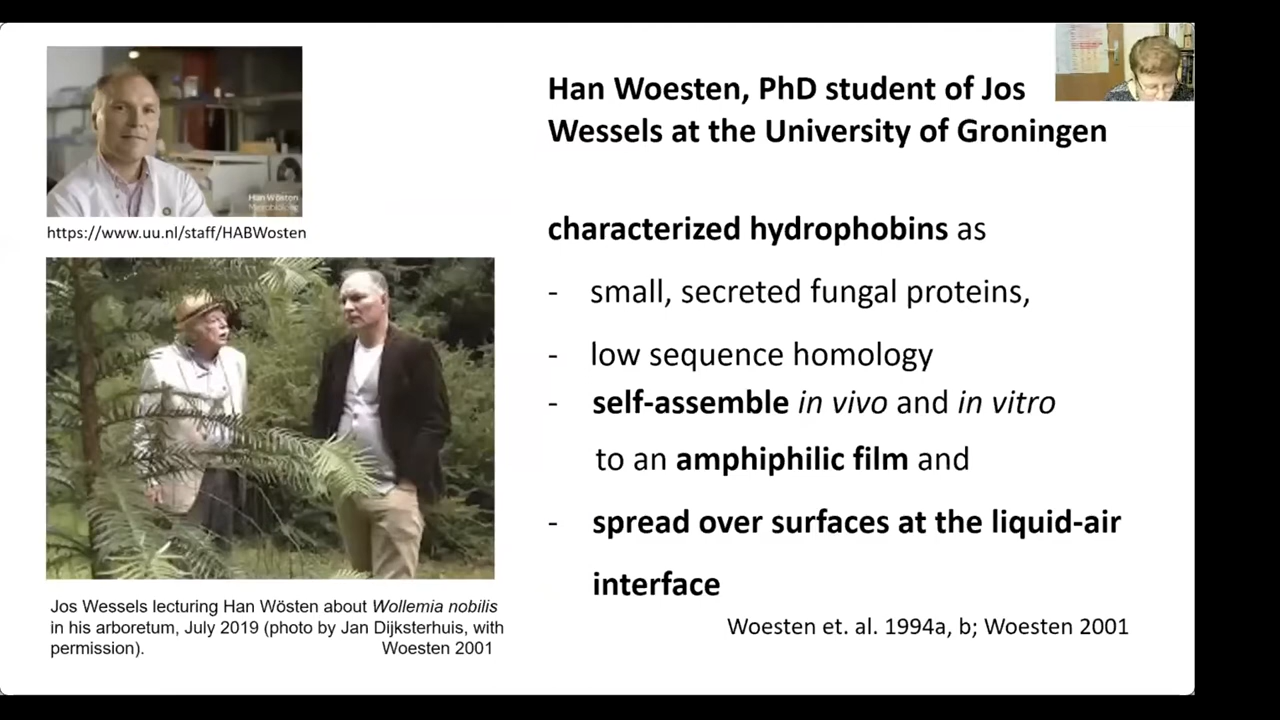 Han Wösten
https://www.uu.nl/staff/HABWosten
Jos Wessels lecturing Han Wösten about Wollemia nobilis
in his arboretum, July 2019 (photo by Jan Dijksterhuis, with
permission). Woesten 2001
Han Woesten, PhD student of Jos
Wessels at the University of Groningen
characterized hydrophobins as
- small, secreted fungal proteins,
- low sequence homology
- self-assemble in vivo and in vitro
to an amphiphilic film and
- spread over surfaces at the liquid-air
interface
Woesten et. al. 1994a, b; Woesten 2001